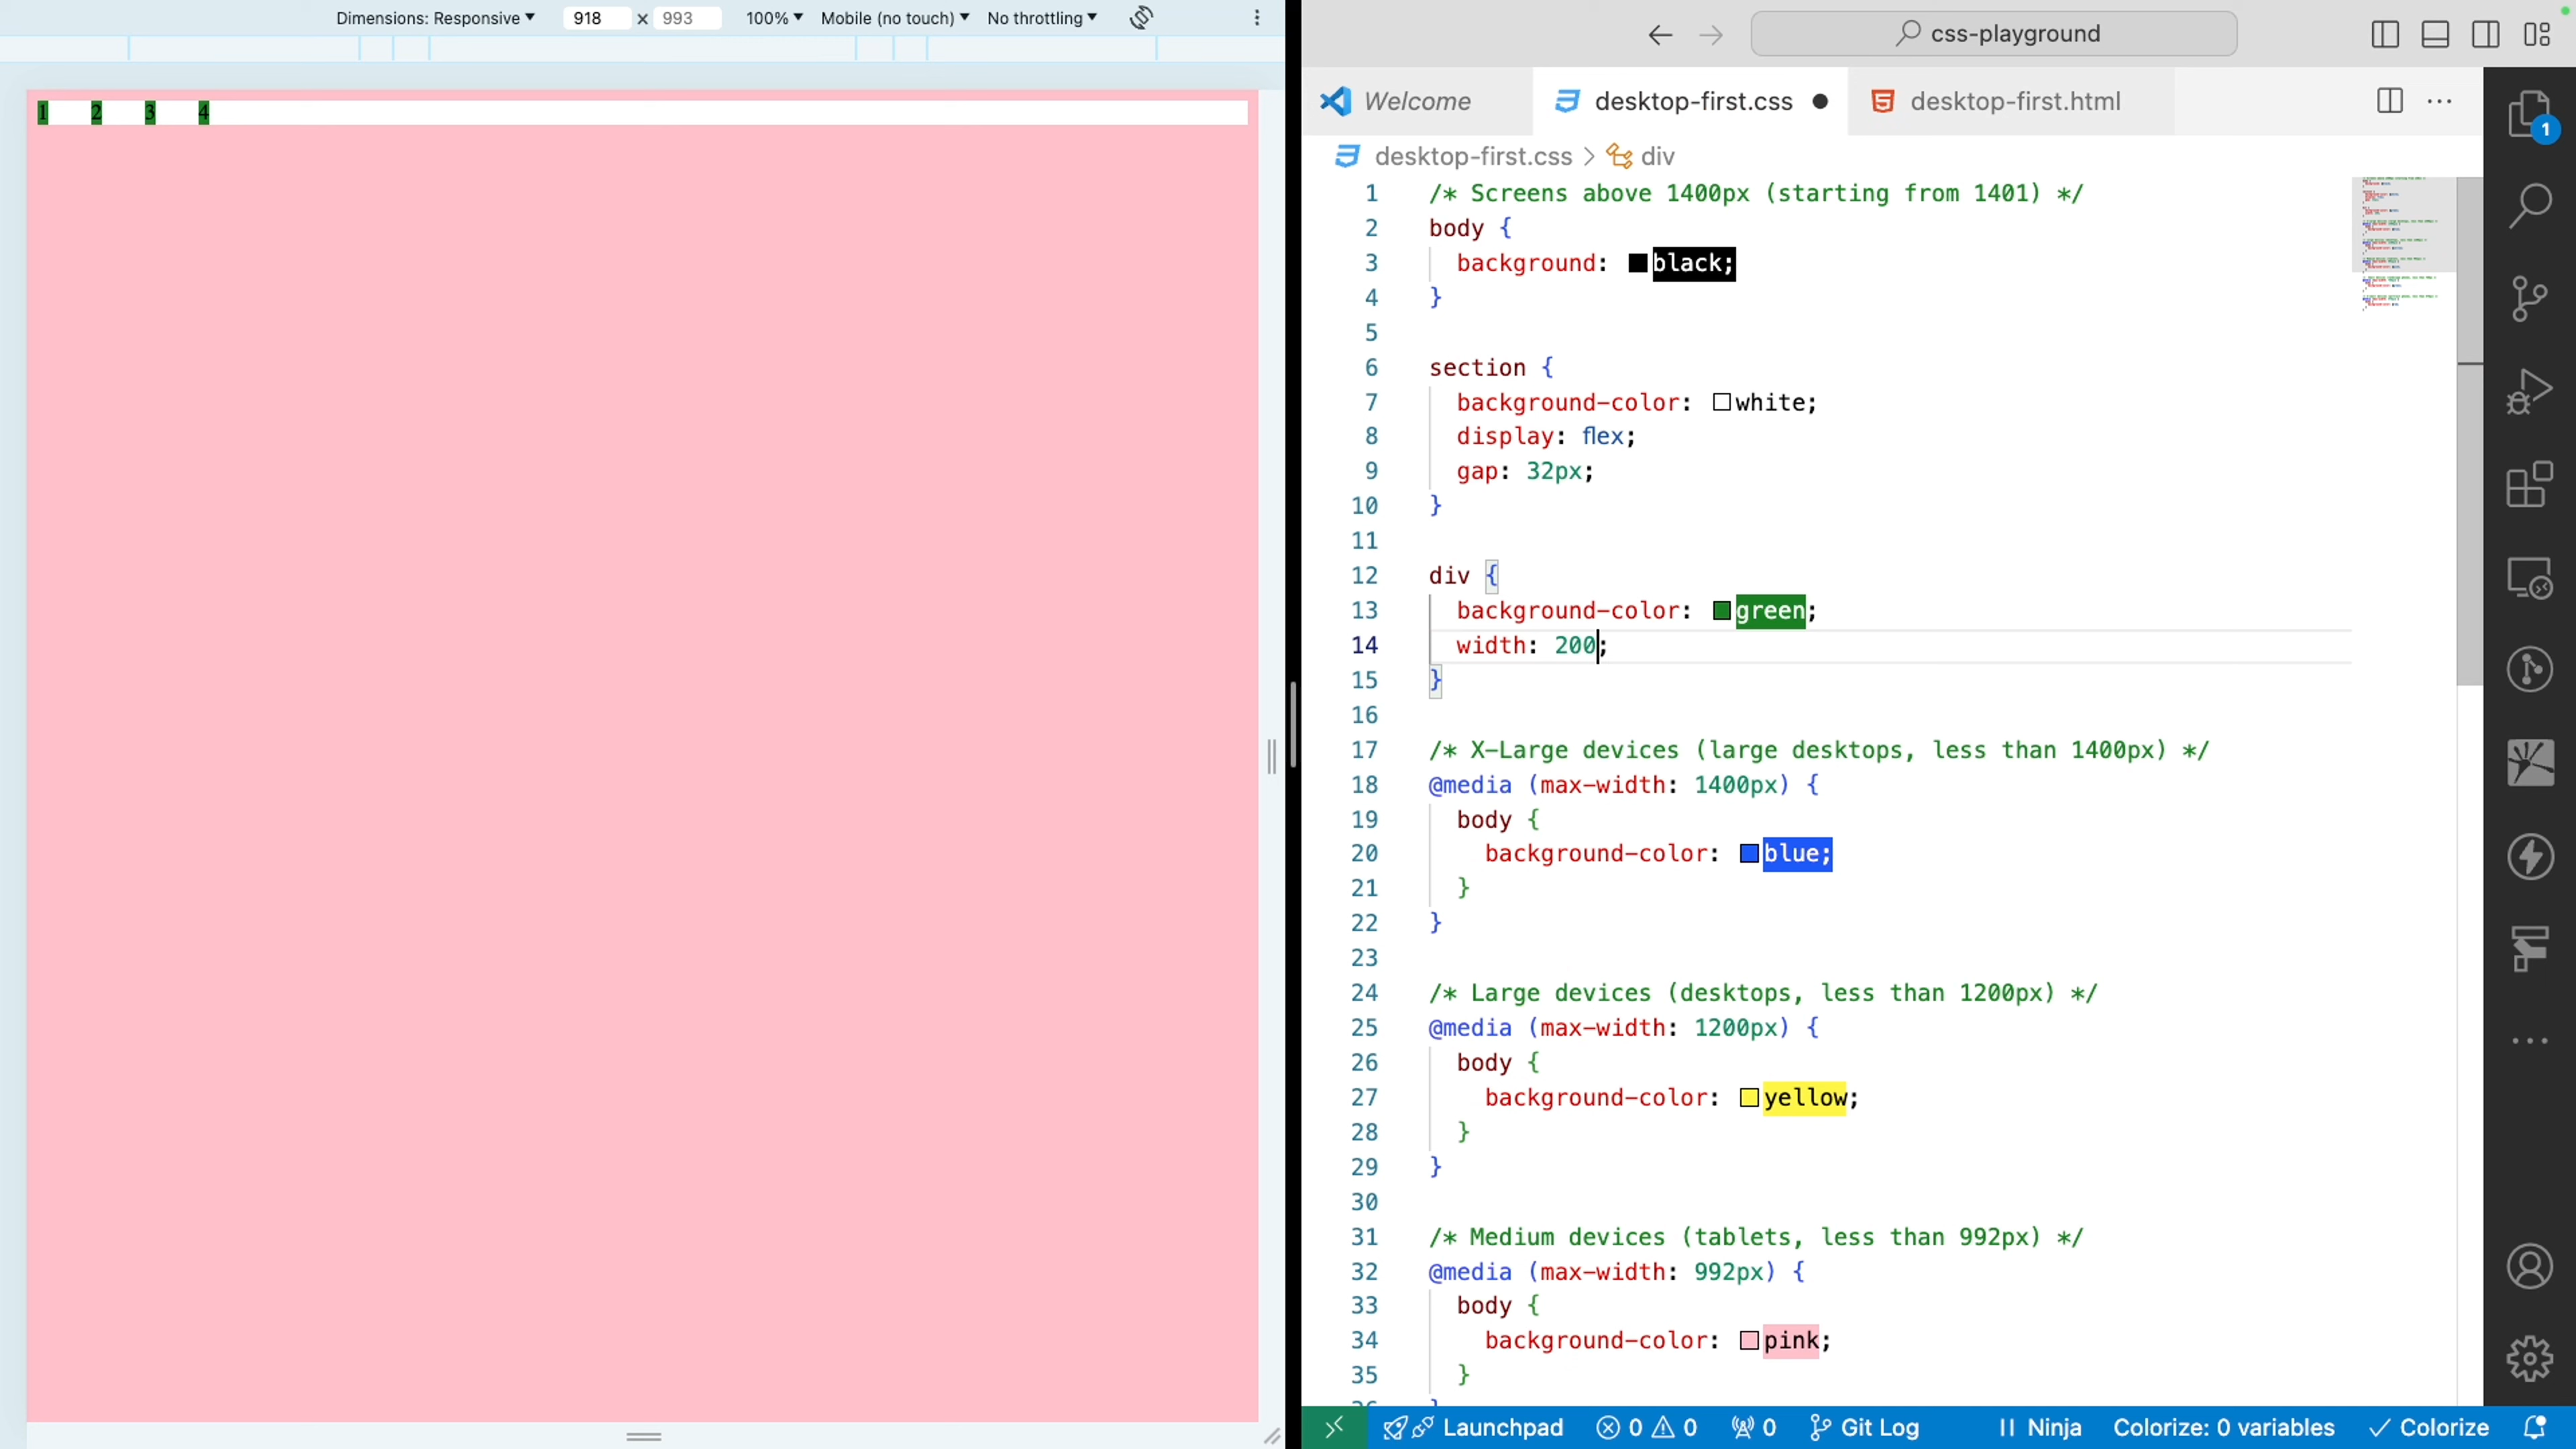 Dimensions: Responsive 918 x 993 100% Mobile (no touch) No throttling
1 2 3 4
css-playground
Welcome desktop-first.css desktop-first.html
desktop-first.css > div
1
1 /* Screens above 1400px (starting from 1401) */
2 body {
3 background: black;
4 }
5
6 section {
7 background-color: white;
8 display: flex;
9 gap: 32px;
10 }
11
12 div {
13 background-color: green;
14 width: 200;
15 }
16
17 /* X-Large devices (large desktops, less than 1400px) */
18 @media (max-width: 1400px) {
19 body {
20 background-color: blue;
21 }
22 }
23
24 /* Large devices (desktops, less than 1200px) */
25 @media (max-width: 1200px) {
26 body {
27 background-color: yellow;
28 }
29 }
30
31 /* Medium devices (tablets, less than 992px) */
32 @media (max-width: 992px) {
33 body {
34 background-color: pink;
35 }
Launchpad 0 0 0 Git Log Ninja Colorize: 0 variables Colorize